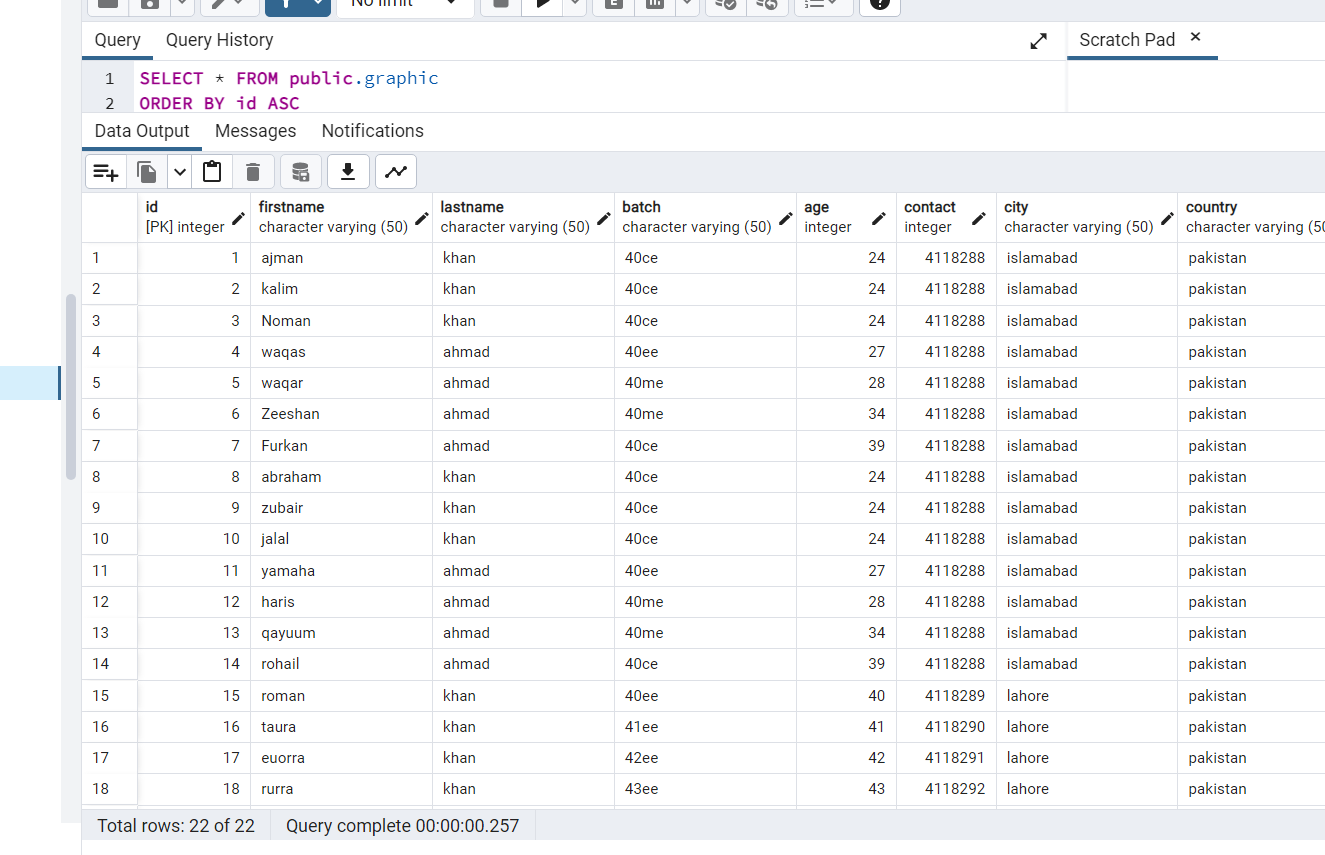 No limit
Query Query History Scratch Pad
1 SELECT * FROM public.graphic
2 ORDER BY id ASC
Data Output Messages Notifications
id firstname lastname batch age contact city country
[PK] integer character varying (50) character varying (50) character varying (50) integer integer character varying (50) character varying (50
1 1 ajman khan 40ce 24 4118288 islamabad pakistan
2 2 kalim khan 40ce 24 4118288 islamabad pakistan
3 3 Noman khan 40ce 24 4118288 islamabad pakistan
4 4 waqas ahmad 40ee 27 4118288 islamabad pakistan
5 5 waqar ahmad 40me 28 4118288 islamabad pakistan
6 6 Zeeshan ahmad 40me 34 4118288 islamabad pakistan
7 7 Furkan ahmad 40ce 39 4118288 islamabad pakistan
8 8 abraham khan 40ce 24 4118288 islamabad pakistan
9 9 zubair khan 40ce 24 4118288 islamabad pakistan
10 10 jalal khan 40ce 24 4118288 islamabad pakistan
11 11 yamaha ahmad 40ee 27 4118288 islamabad pakistan
12 12 haris ahmad 40me 28 4118288 islamabad pakistan
13 13 qayuum ahmad 40me 34 4118288 islamabad pakistan
14 14 rohail ahmad 40ce 39 4118288 islamabad pakistan
15 15 roman khan 40ee 40 4118289 lahore pakistan
16 16 taura khan 41ee 41 4118290 lahore pakistan
17 17 euorra khan 42ee 42 4118291 lahore pakistan
18 18 rurra khan 43ee 43 4118292 lahore pakistan
Total rows: 22 of 22 Query complete 00:00:00.257